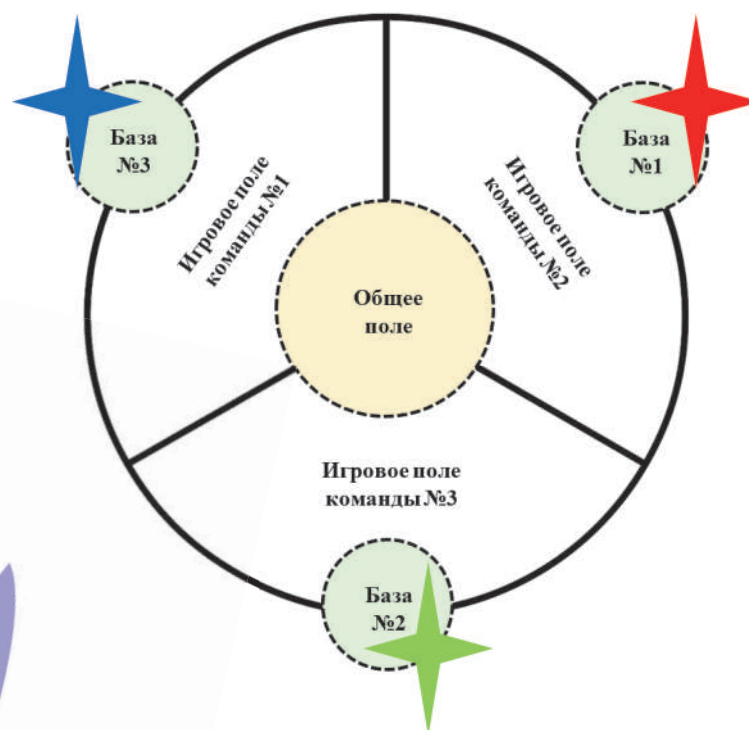 База
№3
База
№1
Игровое поле
команды №1
Игровое поле
команды №2
Общее
поле
Игровое поле
команды №3
База
№2